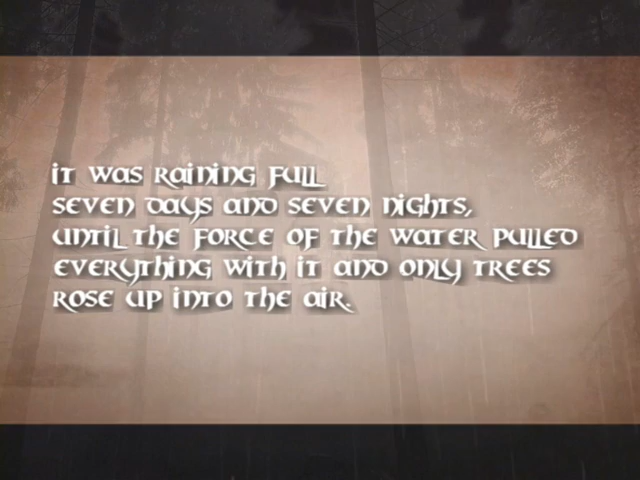 it was raining full
seven days and seven nights,
until the force of the water pulled
everything with it and only trees
rose up into the air.